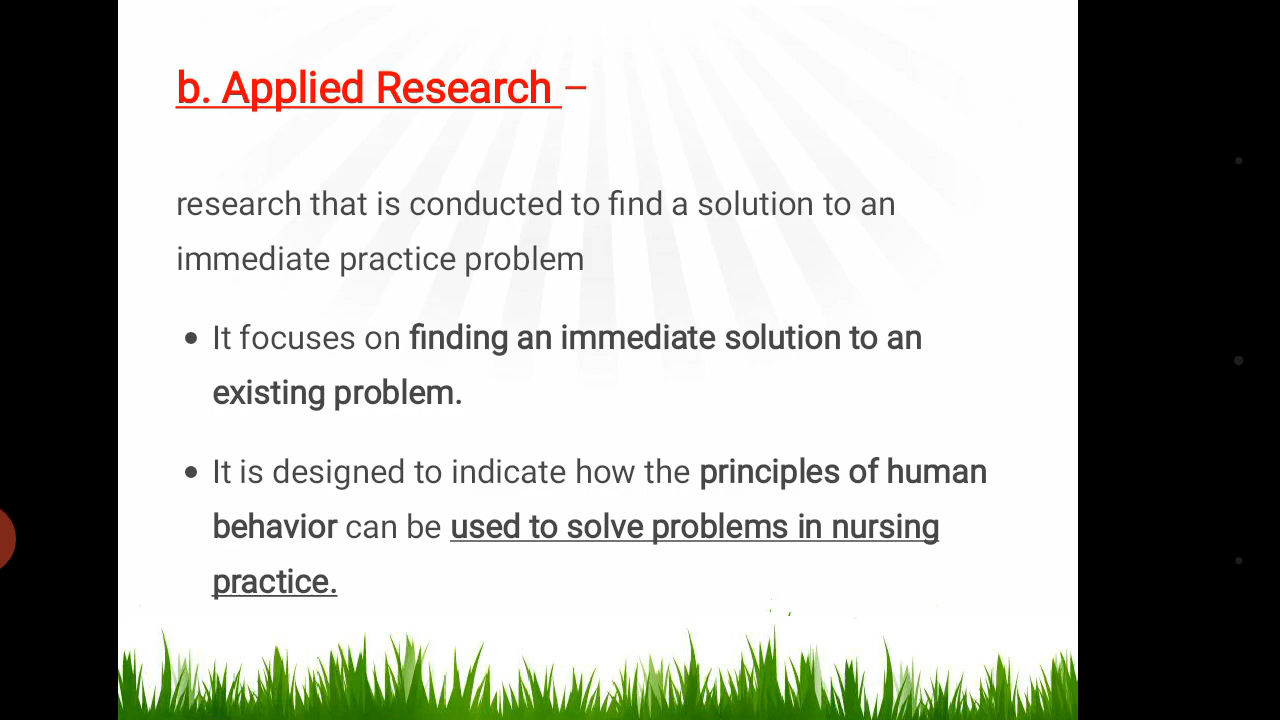 b. Applied Research –
research that is conducted to find a solution to an
immediate practice problem
• It focuses on finding an immediate solution to an
existing problem.
• It is designed to indicate how the principles of human
behavior can be used to solve problems in nursing
practice.